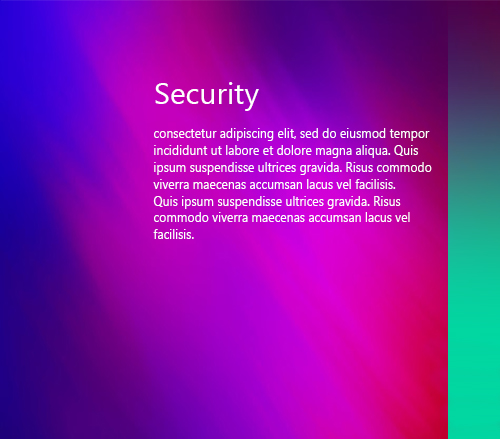 Security
consectetur adipiscing elit, sed do eiusmod tempor
incididunt ut labore et dolore magna aliqua. Quis
ipsum suspendisse ultrices gravida. Risus commodo
viverra maecenas accumsan lacus vel facilisis.
Quis ipsum suspendisse ultrices gravida. Risus
commodo viverra maecenas accumsan lacus vel
facilisis.